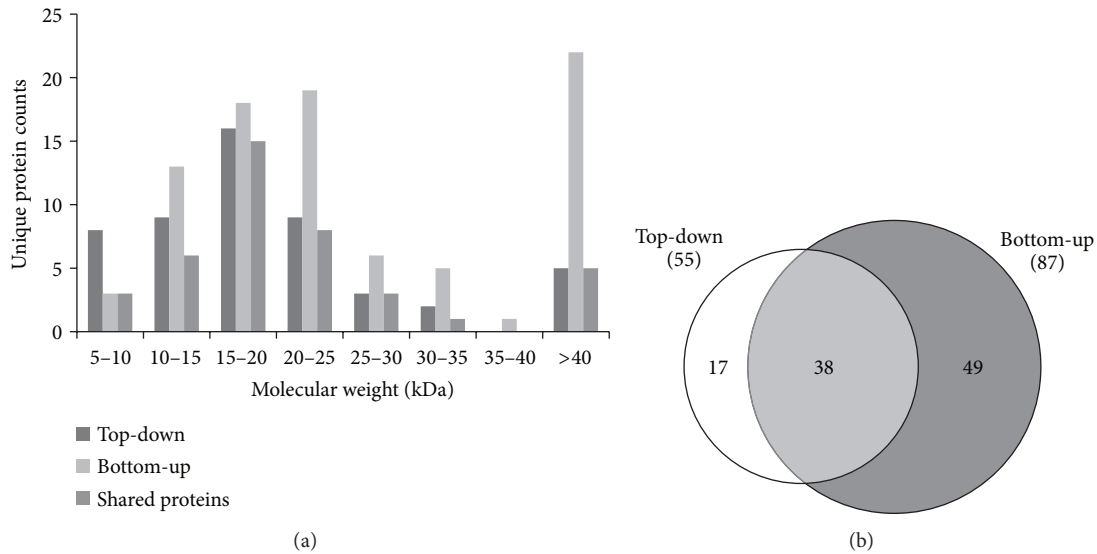 25
20
15
10
5
0
Unique protein counts
5–10 10–15 15–20 20–25 25–30 30–35 35–40 >40
Molecular weight (kDa)
Top-down
Bottom-up
Shared proteins
(a)
Top-down
(55)
Bottom-up
(87)
17 38 49
(b)